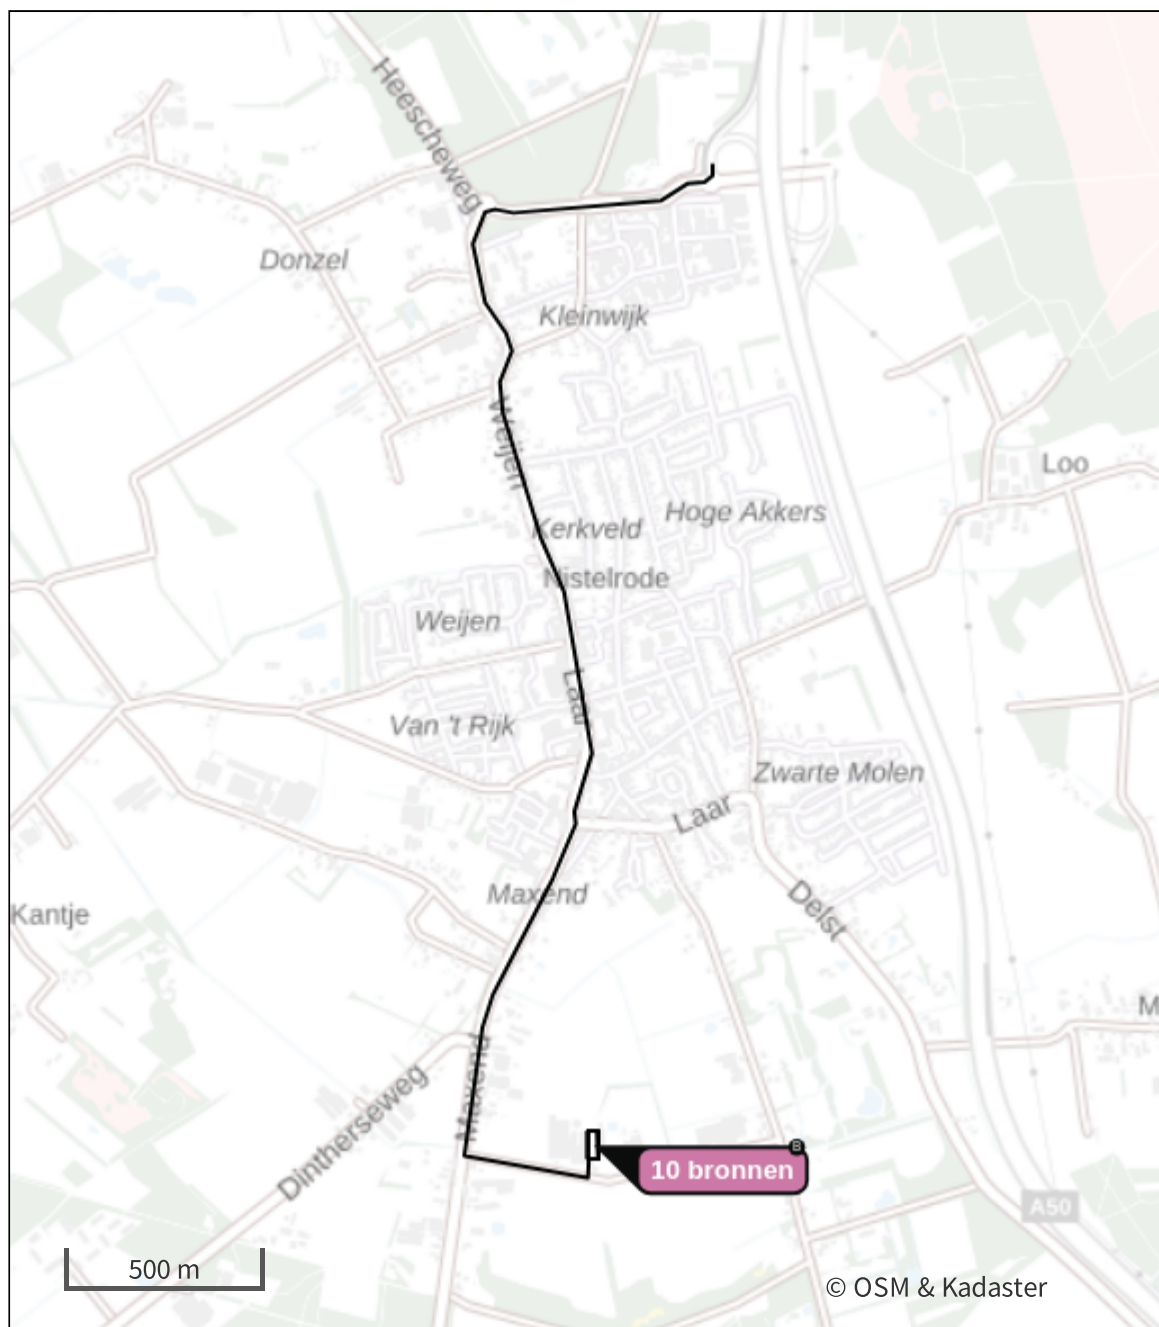 Heescheweg
Donzel
Kleinwijk
Weijen
Loo
Hoge Akkers
Kerkveld
Nistelrode
Weijen
Laar
Van 't Rijk
Zwarte Molen
Laar
Maxend
Delst
Kantje
M
Maxend
Dintherseweg
B
10 bronnen
A50
500 m
© OSM & Kadaster